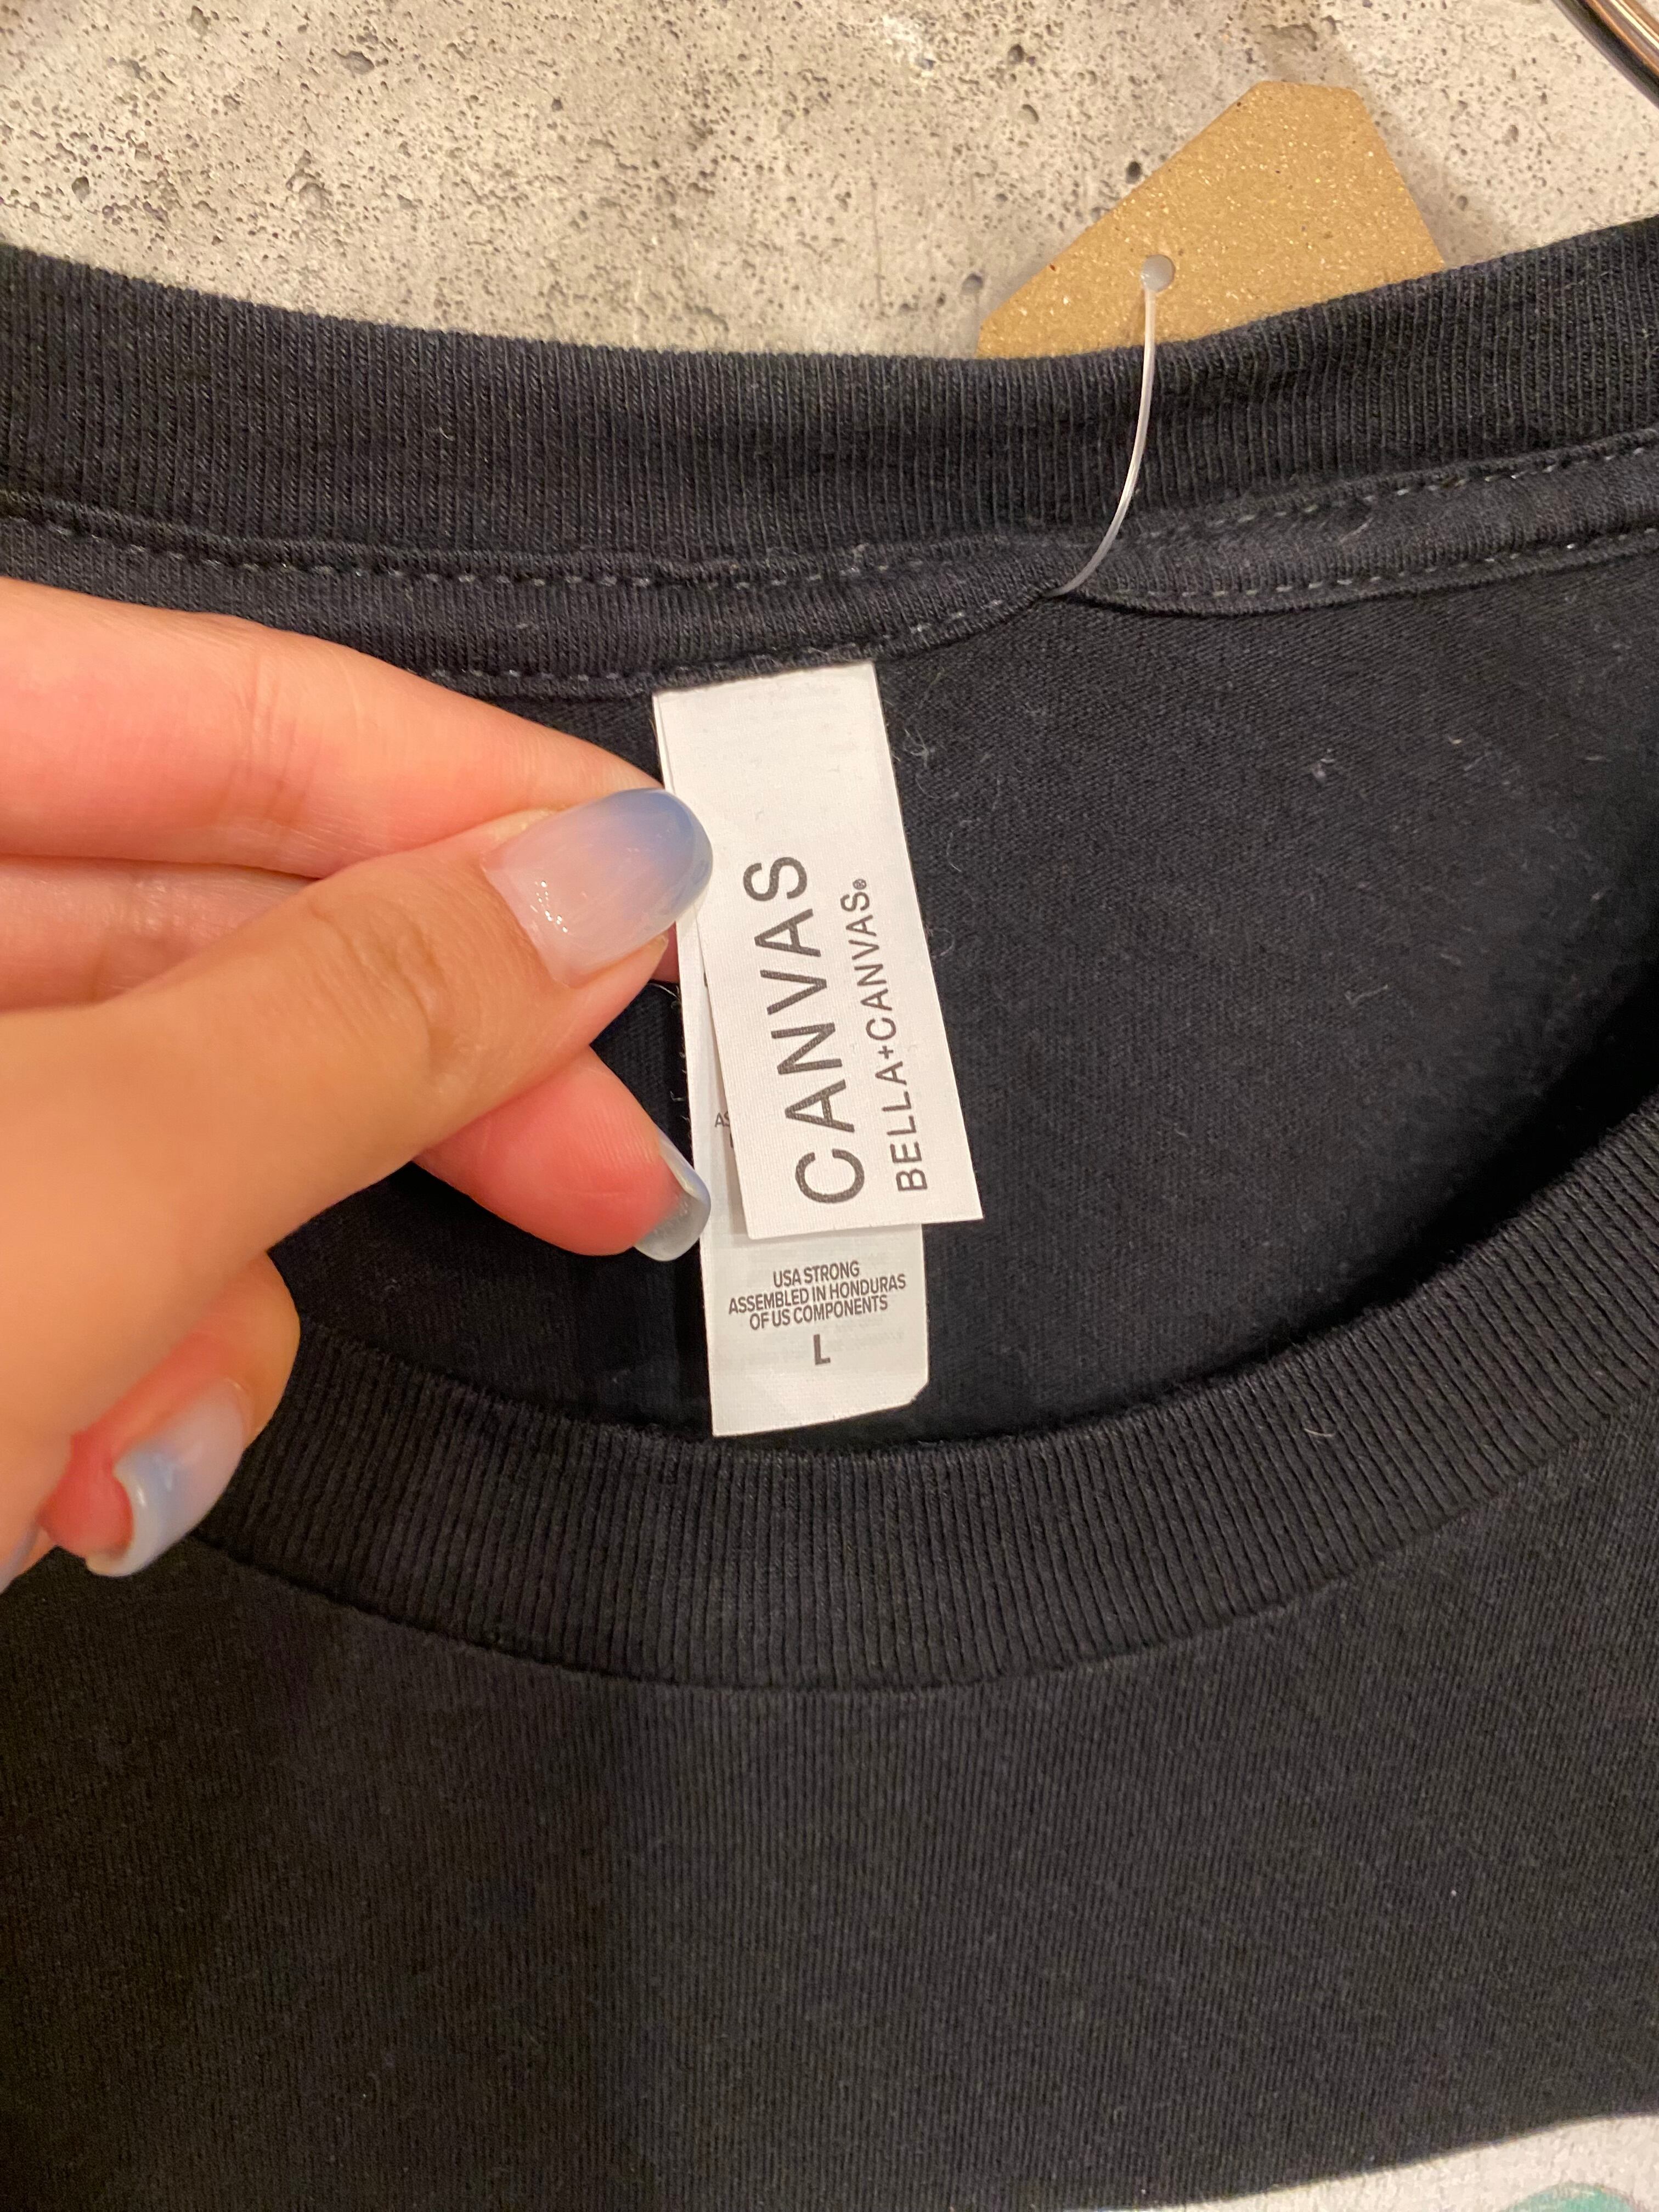 CANVAS
BELLA+CANVAS®
USA STRONG
ASSEMBLED IN HONDURAS
OF US COMPONENTS
L